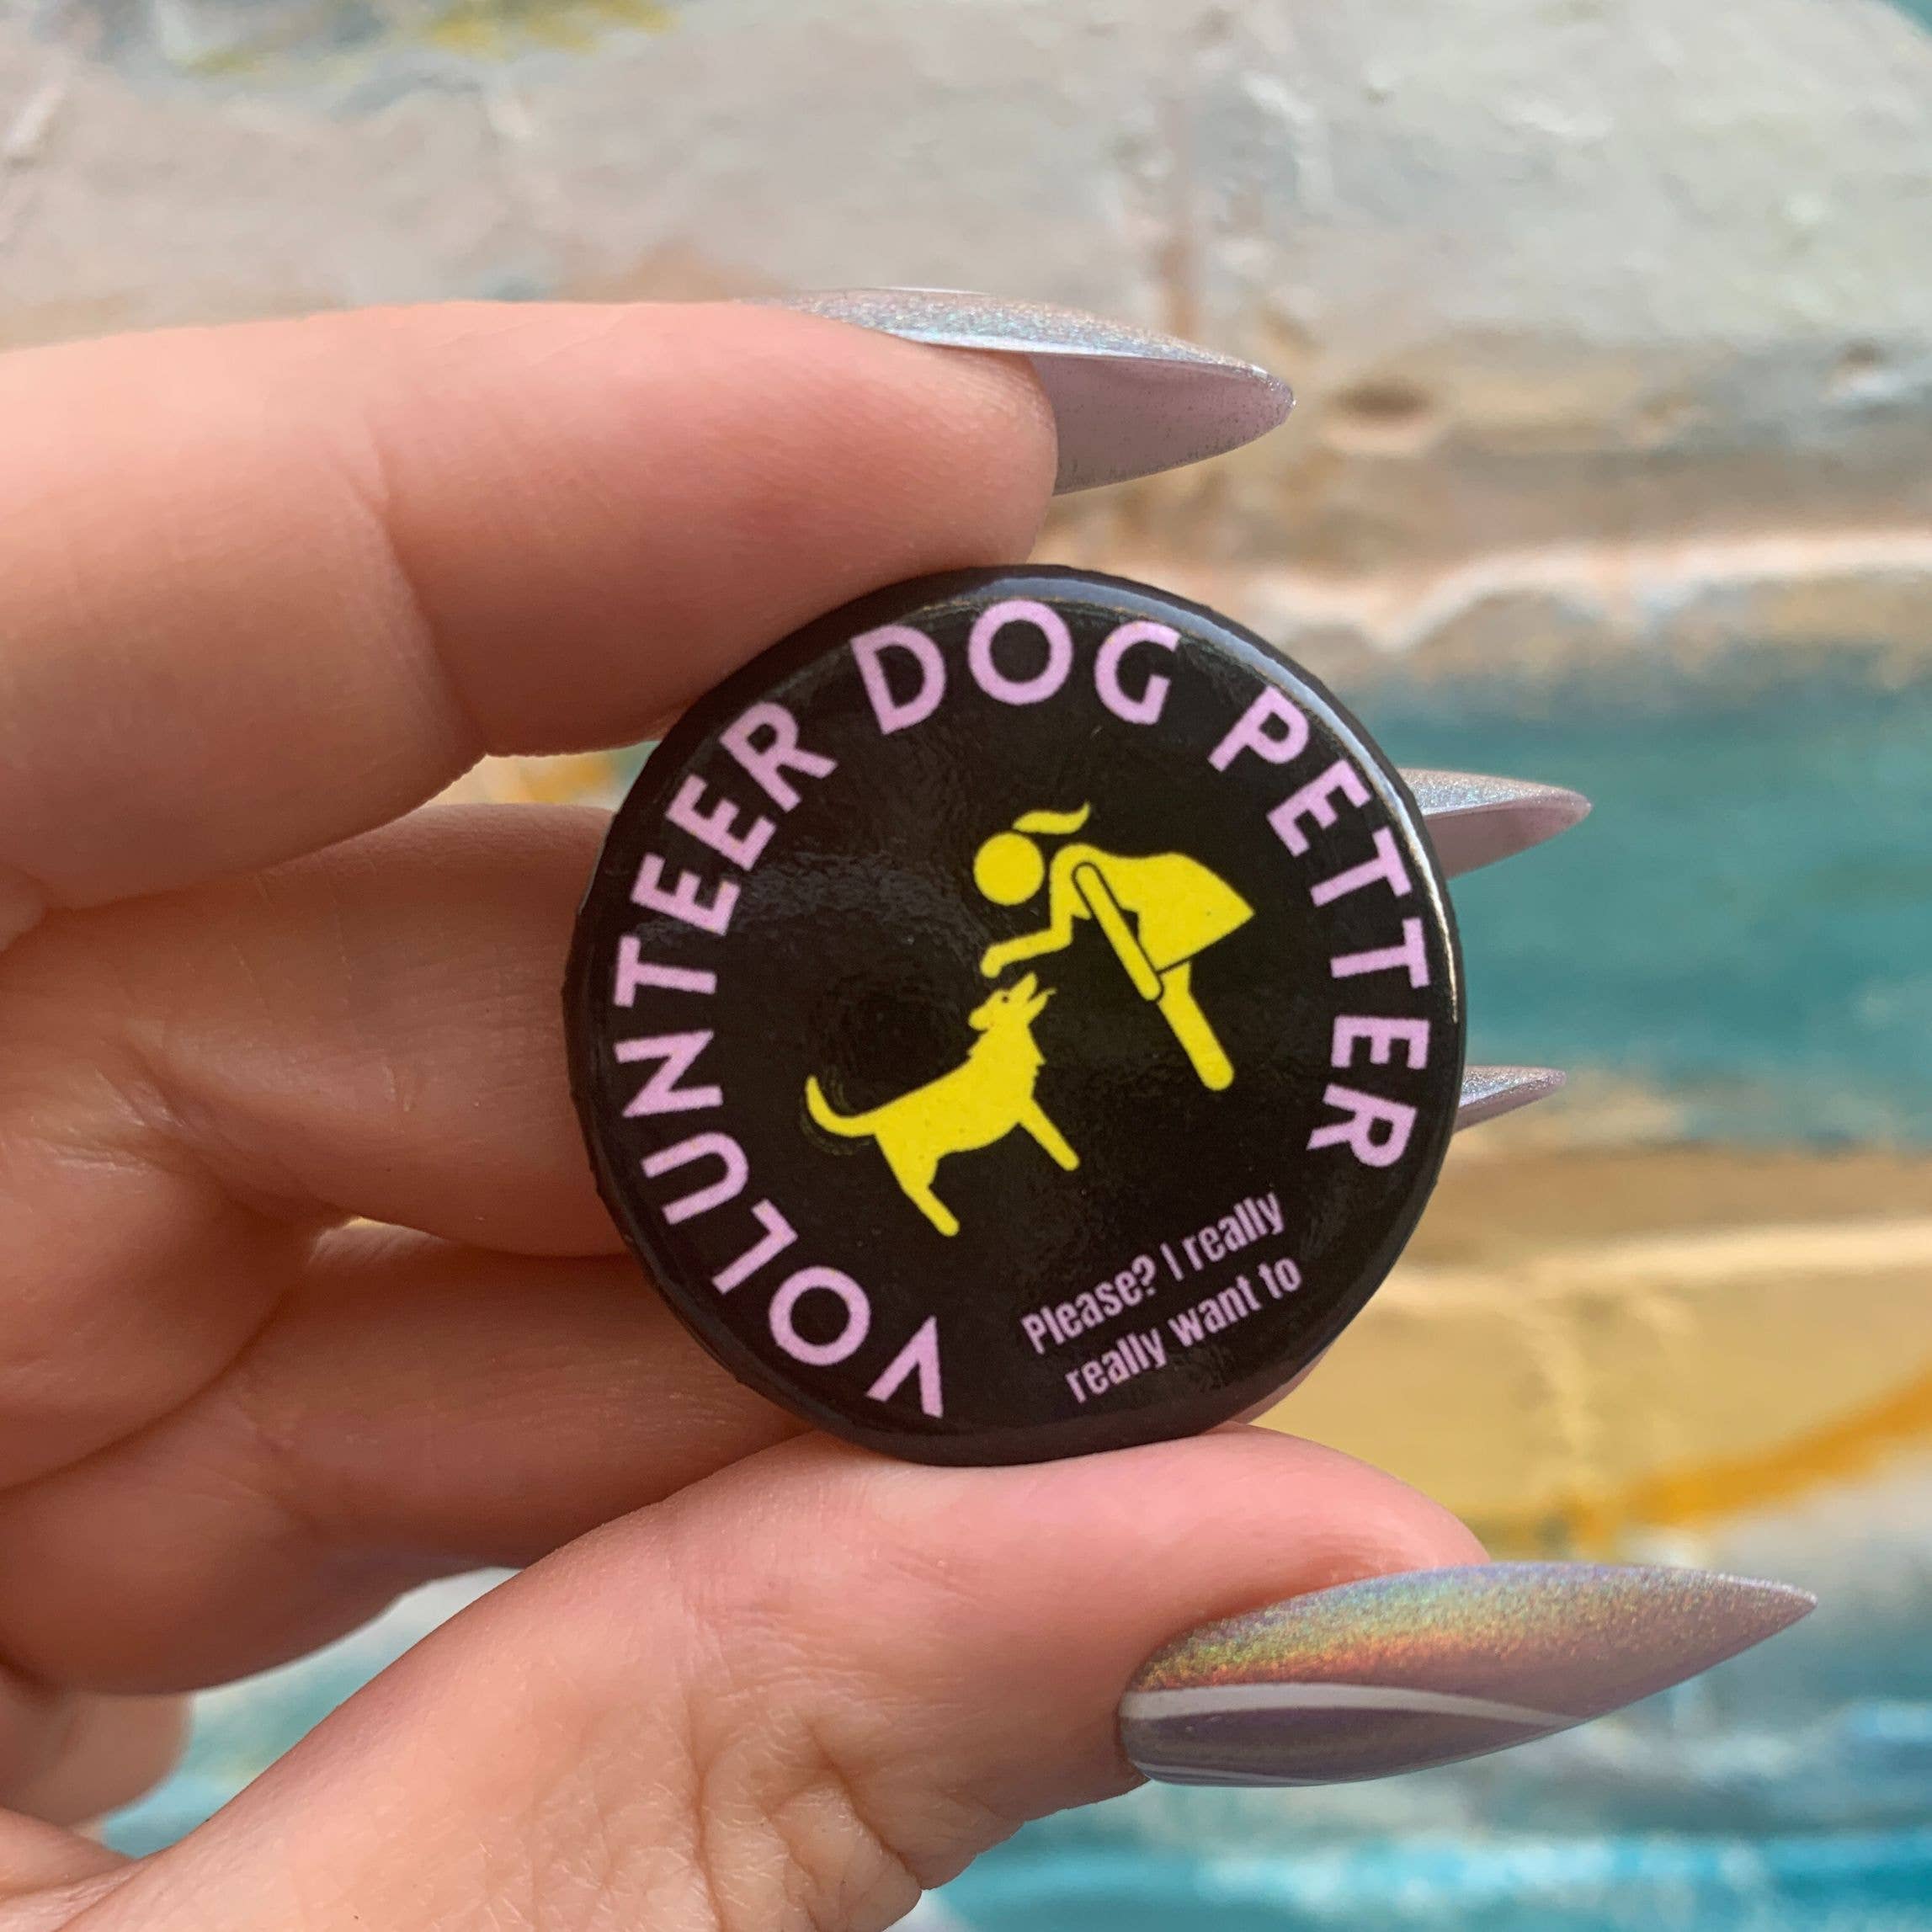 VOLUNTEER DOG PETTER
Please? I really
really want to